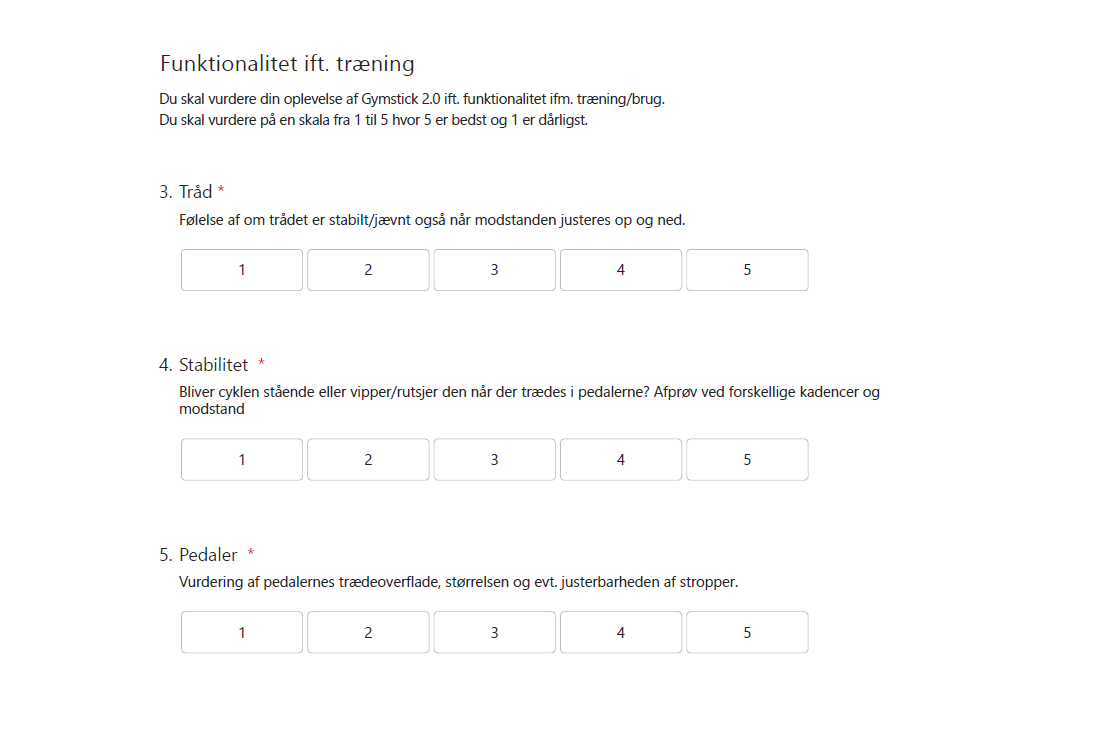 Funktionalitet ift. træning
Du skal vurdere din oplevelse af Gymstick 2.0 ift. funktionalitet ifm. træning/brug.
Du skal vurdere på en skala fra 1 til 5 hvor 5 er bedst og 1 er dårligst.
3. Tråd *
Følelse af om trådet er stabilt/jævnt også når modstanden justeres op og ned.
1 2 3 4 5
4. Stabilitet *
Bliver cyklen stående eller vipper/rutsjer den når der trædes i pedalerne? Afprøv ved forskellige kadencer og
modstand
1 2 3 4 5
5. Pedaler *
Vurdering af pedalernes trædeoverflade, størrelsen og evt. justerbarheden af stropper.
1 2 3 4 5